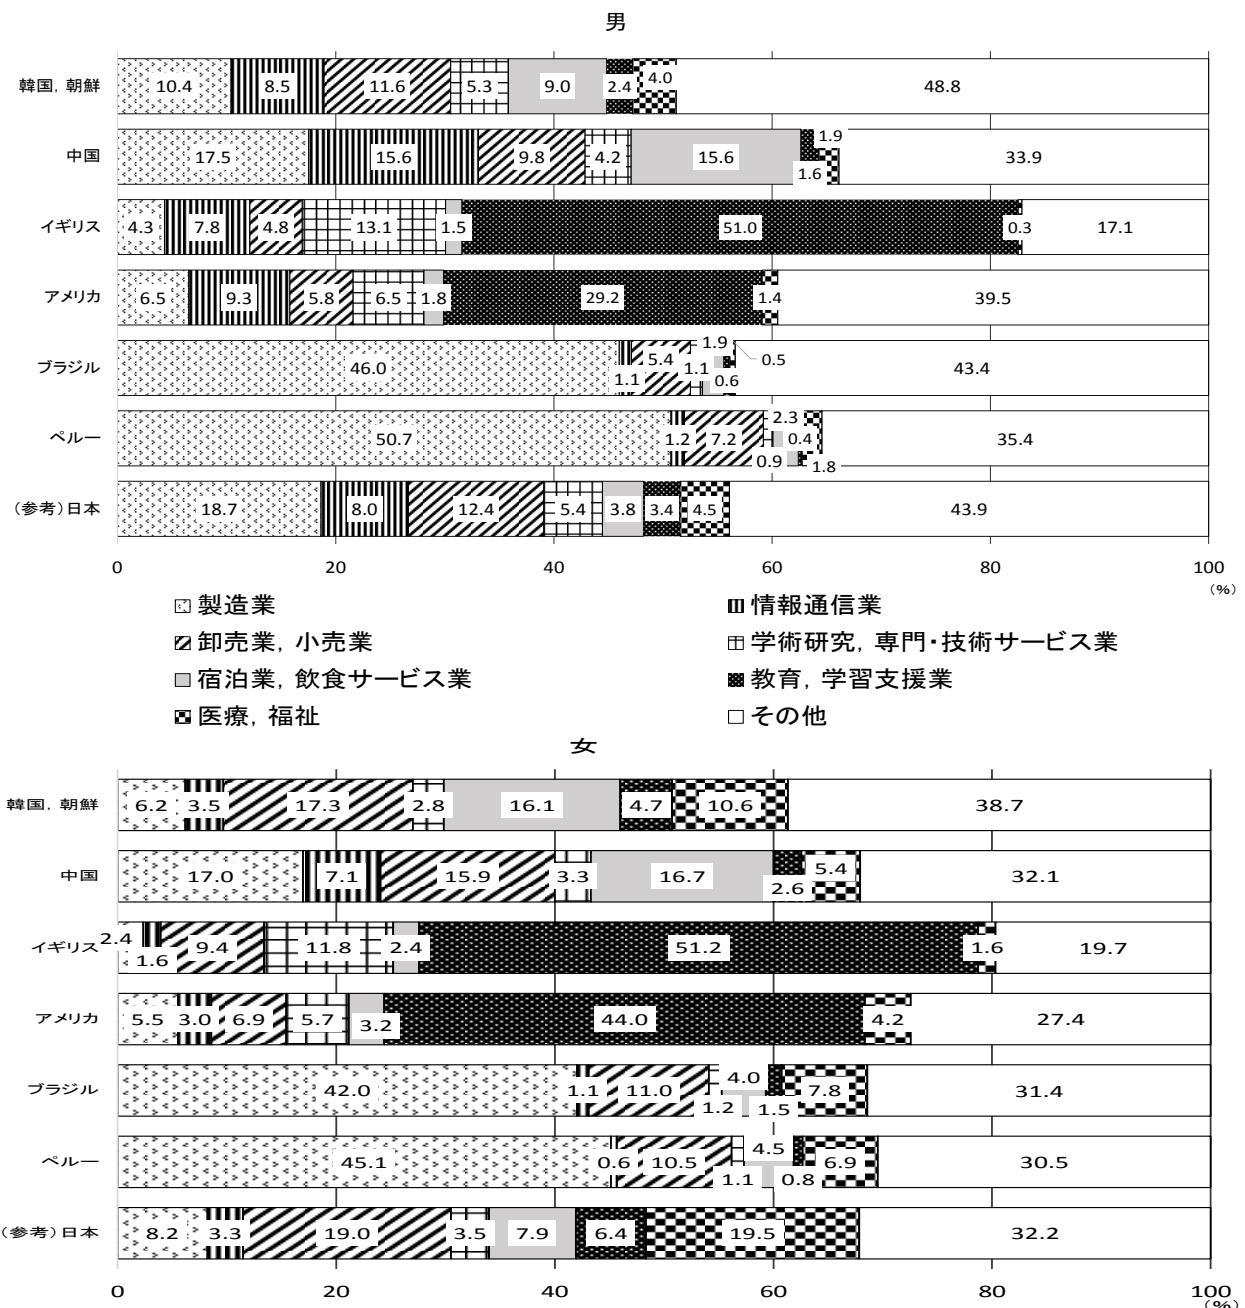 男
韓国, 朝鮮 10.4 8.5 11.6 5.3 9.0 2.4 4.0 48.8
中国 17.5 15.6 9.8 4.2 15.6 1.6 1.9 33.9
イギリス 4.3 7.8 4.8 13.1 1.5 51.0 0.3 17.1
アメリカ 6.5 9.3 5.8 6.5 1.8 29.2 1.4 39.5
ブラジル 46.0 1.1 5.4 1.1 1.9 0.6 0.5 43.4
ペルー 50.7 1.2 7.2 0.9 2.3 0.4 1.8 35.4
(参考)日本 18.7 8.0 12.4 5.4 3.8 3.4 4.5 43.9
0 20 40 60 80 100
(%)
製造業 情報通信業
卸売業, 小売業 学術研究, 専門・技術サービス業
宿泊業, 飲食サービス業 教育, 学習支援業
医療, 福祉 その他
女
韓国, 朝鮮 6.2 3.5 17.3 2.8 16.1 4.7 10.6 38.7
中国 17.0 7.1 15.9 3.3 16.7 2.6 5.4 32.1
イギリス 2.4 1.6 9.4 11.8 2.4 51.2 1.6 19.7
アメリカ 5.5 3.0 6.9 5.7 3.2 44.0 4.2 27.4
ブラジル 42.0 1.1 11.0 1.2 4.0 1.5 7.8 31.4
ペルー 45.1 0.6 10.5 1.1 4.5 0.8 6.9 30.5
(参考)日本 8.2 3.3 19.0 3.5 7.9 6.4 19.5 32.2
0 20 40 60 80 100
(%)